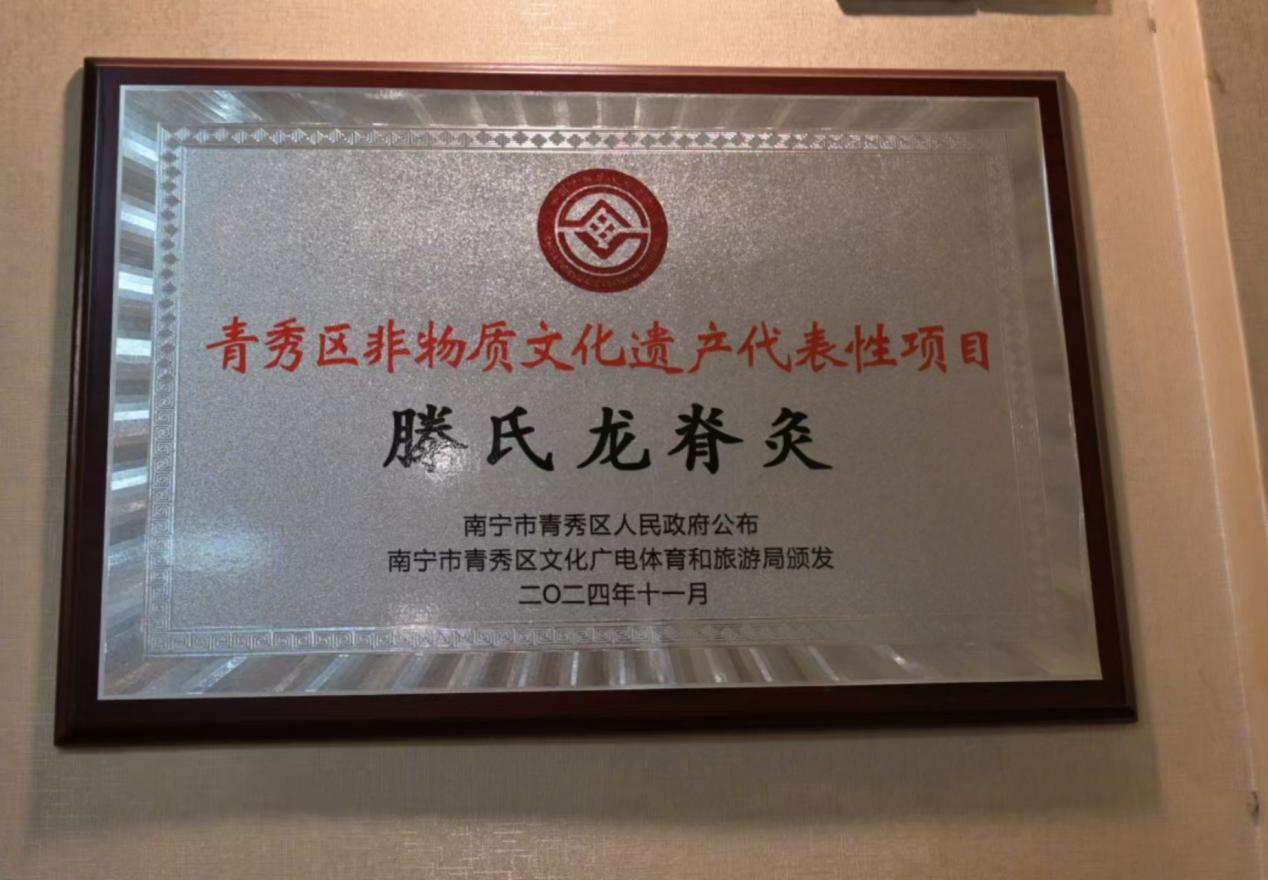 青秀区非物质文化遗产代表性项目
滕氏龙脊灸
南宁市青秀区人民政府公布
南宁市青秀区文化广电体育和旅游局颁发
二〇二四年十一月